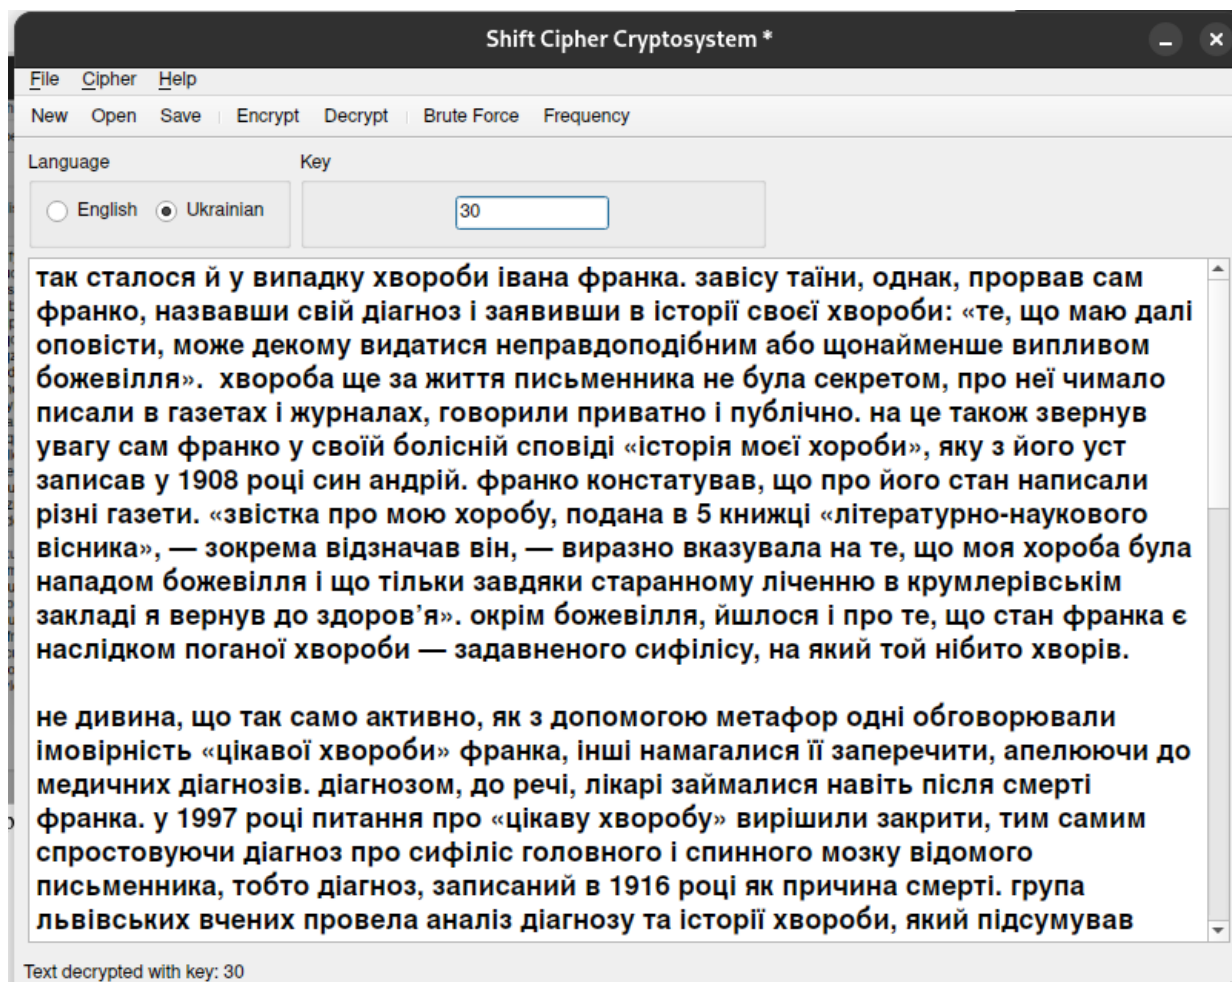 Shift Cipher Cryptosystem *
File Cipher Help
New Open Save Encrypt Decrypt Brute Force Frequency
Language Key
English Ukrainian 30
так сталося й у випадку хвороби івана франка. завісу таїни, однак, прорвав сам
франко, назвавши свій діагноз і заявивши в історії своєї хвороби: «те, що маю далі
оповісти, може декому видатися неправдоподібним або щонайменше випливом
божевілля».  хвороба ще за життя письменника не була секретом, про неї чимало
писали в газетах і журналах, говорили приватно і публічно. на це також звернув
увагу сам франко у своїй болісній сповіді «історія моєї хороби», яку з його уст
записав у 1908 році син андрій. франко констатував, що про його стан написали
різні газети. «звістка про мою хоробу, подана в 5 книжці «літературно-наукового
вісника», — зокрема відзначав він, — виразно вказувала на те, що моя хороба була
нападом божевілля і що тільки завдяки старанному ліченню в крумлерівськім
закладі я вернув до здоров’я». окрім божевілля, йшлося і про те, що стан франка є
наслідком поганої хвороби — задавненого сифілісу, на який той нібито хворів.
не дивина, що так само активно, як з допомогою метафор одні обговорювали
імовірність «цікавої хвороби» франка, інші намагалися її заперечити, апелюючи до
медичних діагнозів. діагнозом, до речі, лікарі займалися навіть після смерті
франка. у 1997 році питання про «цікаву хворобу» вирішили закрити, тим самим
спростовуючи діагноз про сифіліс головного і спинного мозку відомого
письменника, тобто діагноз, записаний в 1916 році як причина смерті. група
львівських вчених провела аналіз діагнозу та історії хвороби, який підсумував
Text decrypted with key: 30